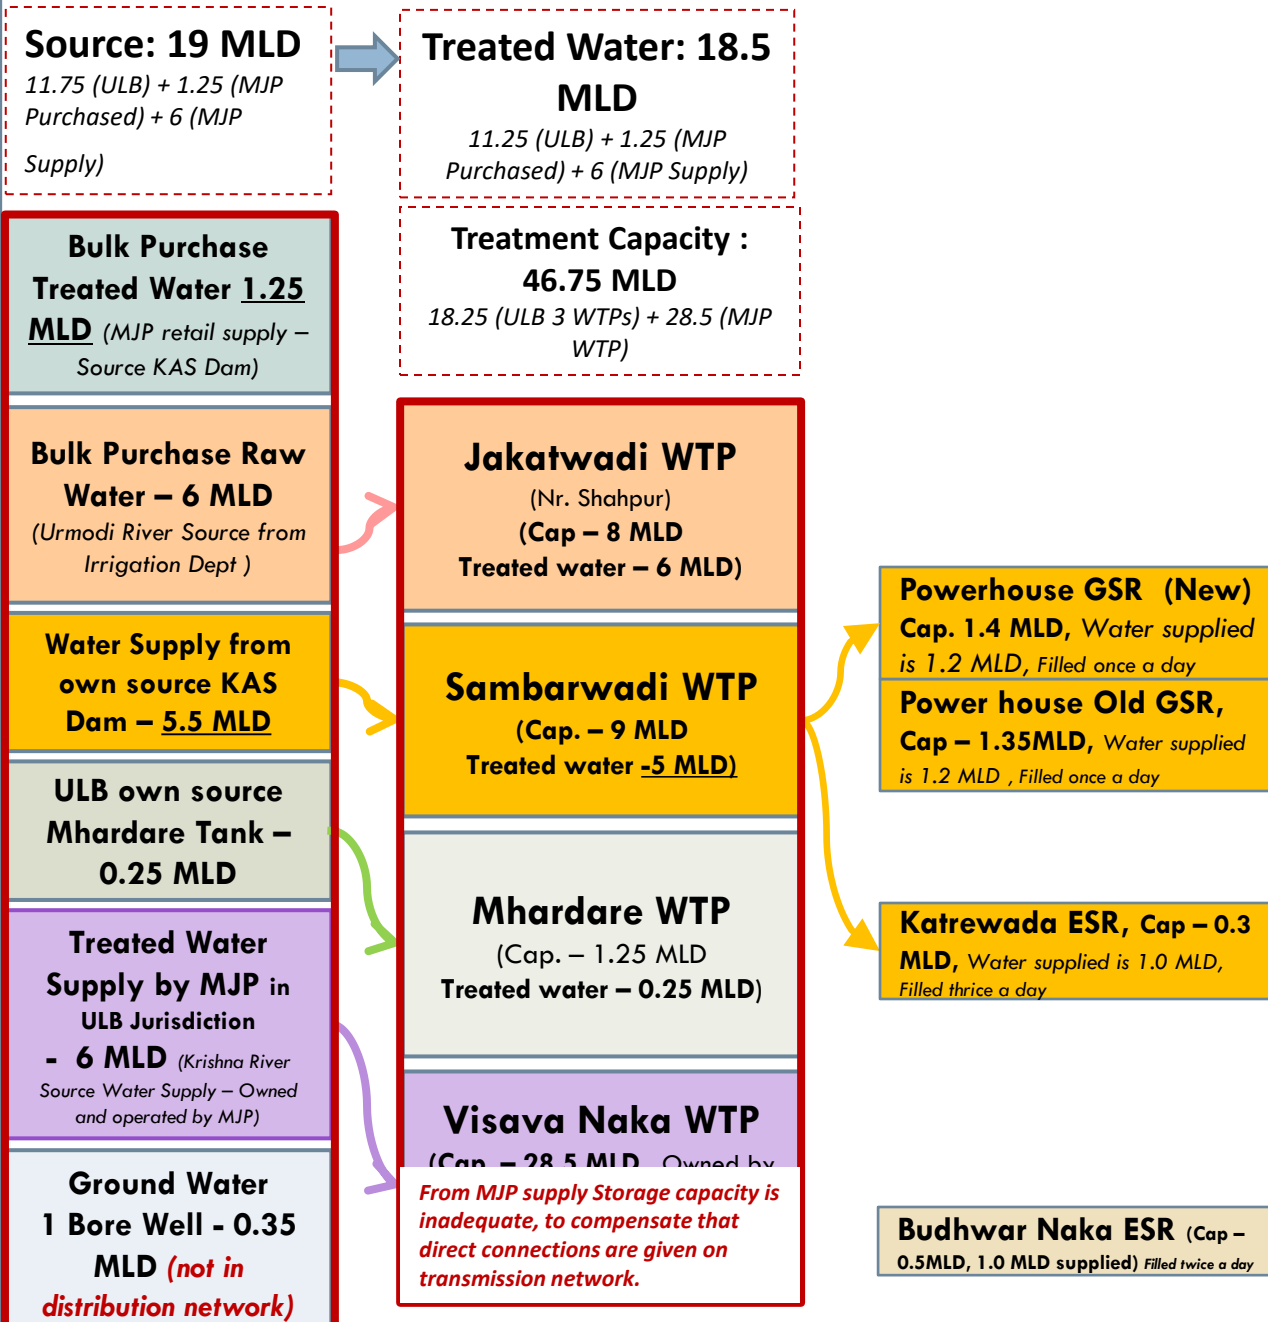 Source: 19 MLD
11.75 (ULB) + 1.25 (MJP
Purchased) + 6 (MJP
Supply)
Treated Water: 18.5
MLD
11.25 (ULB) + 1.25 (MJP
Purchased) + 6 (MJP Supply)
Treatment Capacity :
46.75 MLD
18.25 (ULB 3 WTPs) + 28.5 (MJP
WTP)
Bulk Purchase
Treated Water 1.25
MLD (MJP retail supply –
Source KAS Dam)
Bulk Purchase Raw
Water – 6 MLD
(Urmodi River Source from
Irrigation Dept )
Water Supply from
own source KAS
Dam – 5.5 MLD
ULB own source
Mhardare Tank –
0.25 MLD
Treated Water
Supply by MJP in
ULB Jurisdiction
- 6 MLD (Krishna River
Source Water Supply – Owned
and operated by MJP)
Ground Water
1 Bore Well - 0.35
MLD (not in
distribution network)
Jakatwadi WTP
(Nr. Shahpur)
(Cap – 8 MLD
Treated water – 6 MLD)
Sambarwadi WTP
(Cap. – 9 MLD
Treated water -5 MLD)
Mhardare WTP
(Cap. – 1.25 MLD
Treated water – 0.25 MLD)
Visava Naka WTP
(Cap. – 28.5 MLD, Owned by
From MJP supply Storage capacity is
inadequate, to compensate that
direct connections are given on
transmission network.
Powerhouse GSR (New)
Cap. 1.4 MLD, Water supplied
is 1.2 MLD, Filled once a day
Power house Old GSR,
Cap – 1.35MLD, Water supplied
is 1.2 MLD , Filled once a day
Katrewada ESR, Cap – 0.3
MLD, Water supplied is 1.0 MLD,
Filled thrice a day
Budhwar Naka ESR (Cap –
0.5MLD, 1.0 MLD supplied) Filled twice a day